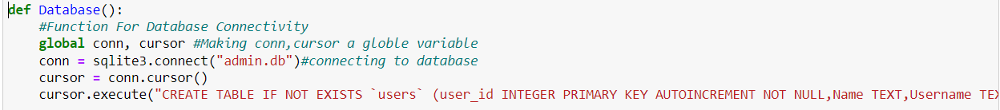 def Database():
    #Function For Database Connectivity
    global conn, cursor #Making conn,cursor a globle variable
    conn = sqlite3.connect("admin.db")#connecting to database
    cursor = conn.cursor()
    cursor.execute("CREATE TABLE IF NOT EXISTS `users` (user_id INTEGER PRIMARY KEY AUTOINCREMENT NOT NULL,Name TEXT,Username